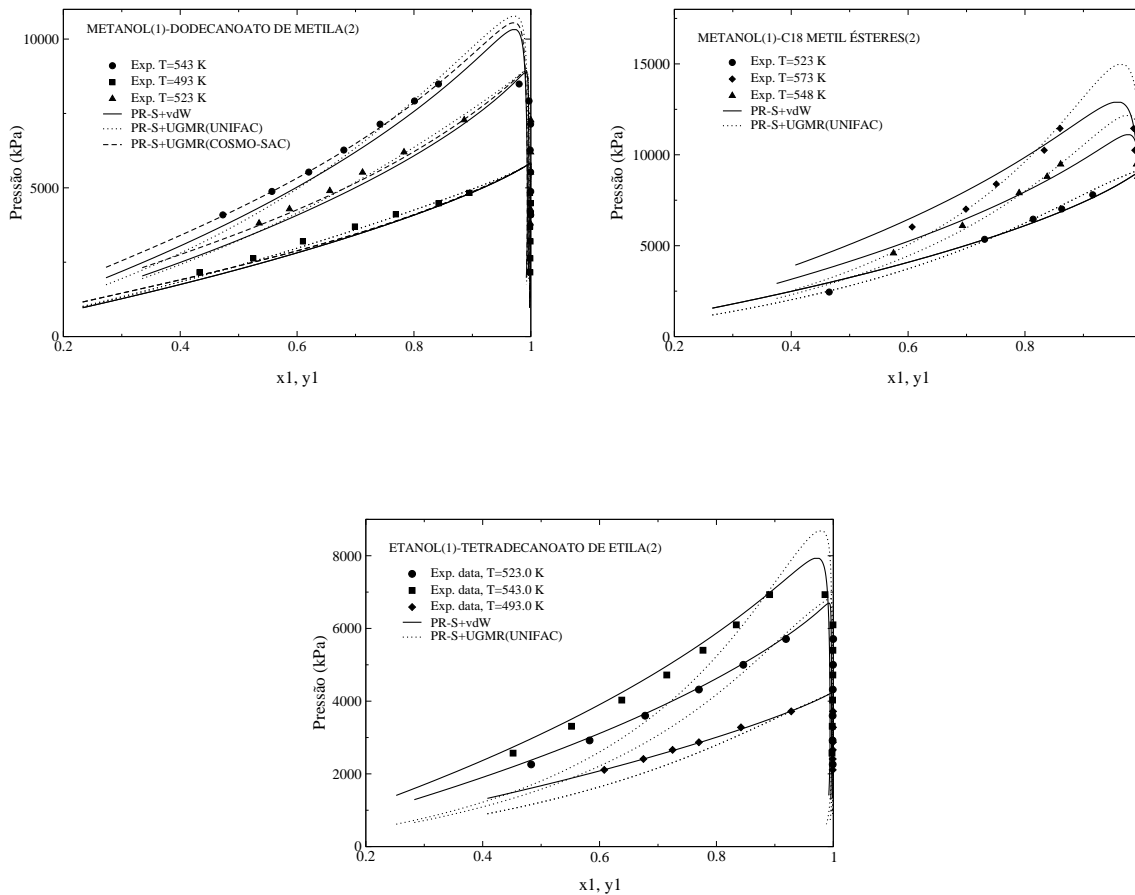 METANOL(1)-DODECANOATO DE METILA(2)
Exp. T=543 K
Exp. T=493 K
Exp. T=523 K
PR-S+vdW
PR-S+UGMR(UNIFAC)
PR-S+UGMR(COSMO-SAC)
Pressão (kPa)
10000
5000
0
0.2
0.4
0.6
0.8
1
x1, y1
METANOL(1)-C18 METIL ÉSTERES(2)
Exp. T=523 K
Exp. T=573 K
Exp. T=548 K
PR-S+vdW
PR-S+UGMR(UNIFAC)
Pressão (kPa)
15000
10000
5000
0
0.2
0.4
0.6
0.8
x1, y1
ETANOL(1)-TETRADECANOATO DE ETILA(2)
Exp. data, T=523.0 K
Exp. data, T=543.0 K
Exp. data, T=493.0 K
PR-S+vdW
PR-S+UGMR(UNIFAC)
Pressão (kPa)
8000
6000
4000
2000
0
0.2
0.4
0.6
0.8
1
x1, y1